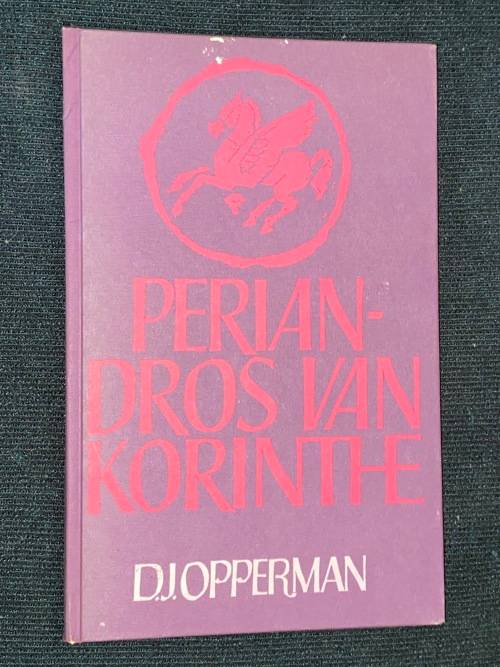 PERIAN-
DROS VAN
KORINTHE
D.J.OPPERMAN